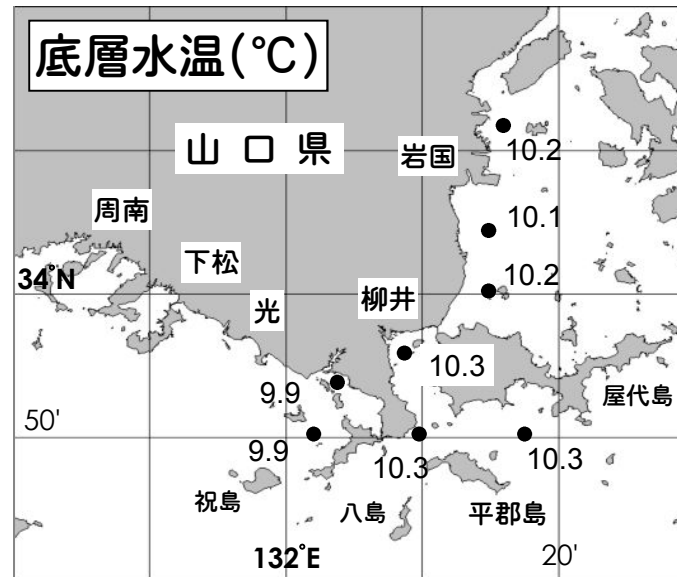 底層水温(℃)
山口県
岩国
10.2
周南
10.1
下松
10.2
34°N
光
柳井
10.3
9.9
屋代島
50'
9.9
10.3
10.3
祝島
八島
平郡島
132°E
20'